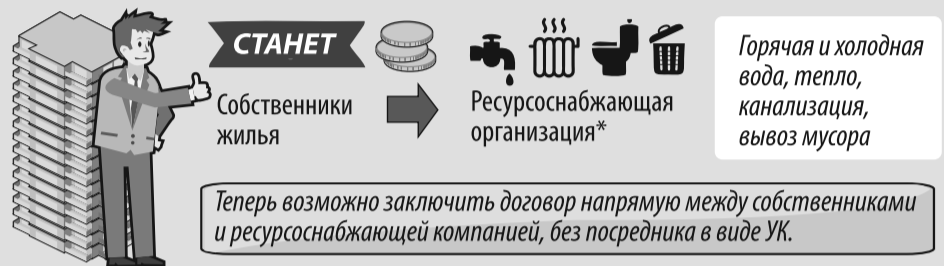 СТАНЕТ
Собственники
жилья
Ресурсоснабжающая
организация*
Горячая и холодная
вода, тепло,
канализация,
вывоз мусора
Теперь возможно заключить договор напрямую между собственниками
и ресурсоснабжающей компанией, без посредника в виде УК.